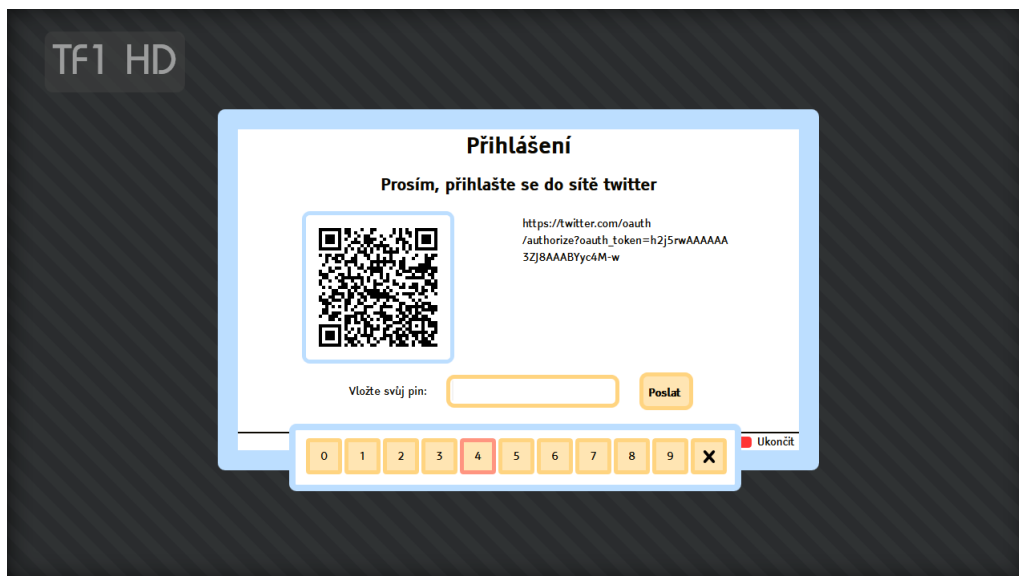 TF1 HD
Přihlášení
Prosím, přihlašte se do sítě twitter
https://twitter.com/oauth
/authorize?oauth_token=h2j5rwAAAAAA
3ZJ8AAABYyc4M-w
Vložte svůj pin:
Poslat
Ukončit
0 1 2 3 4 5 6 7 8 9 X